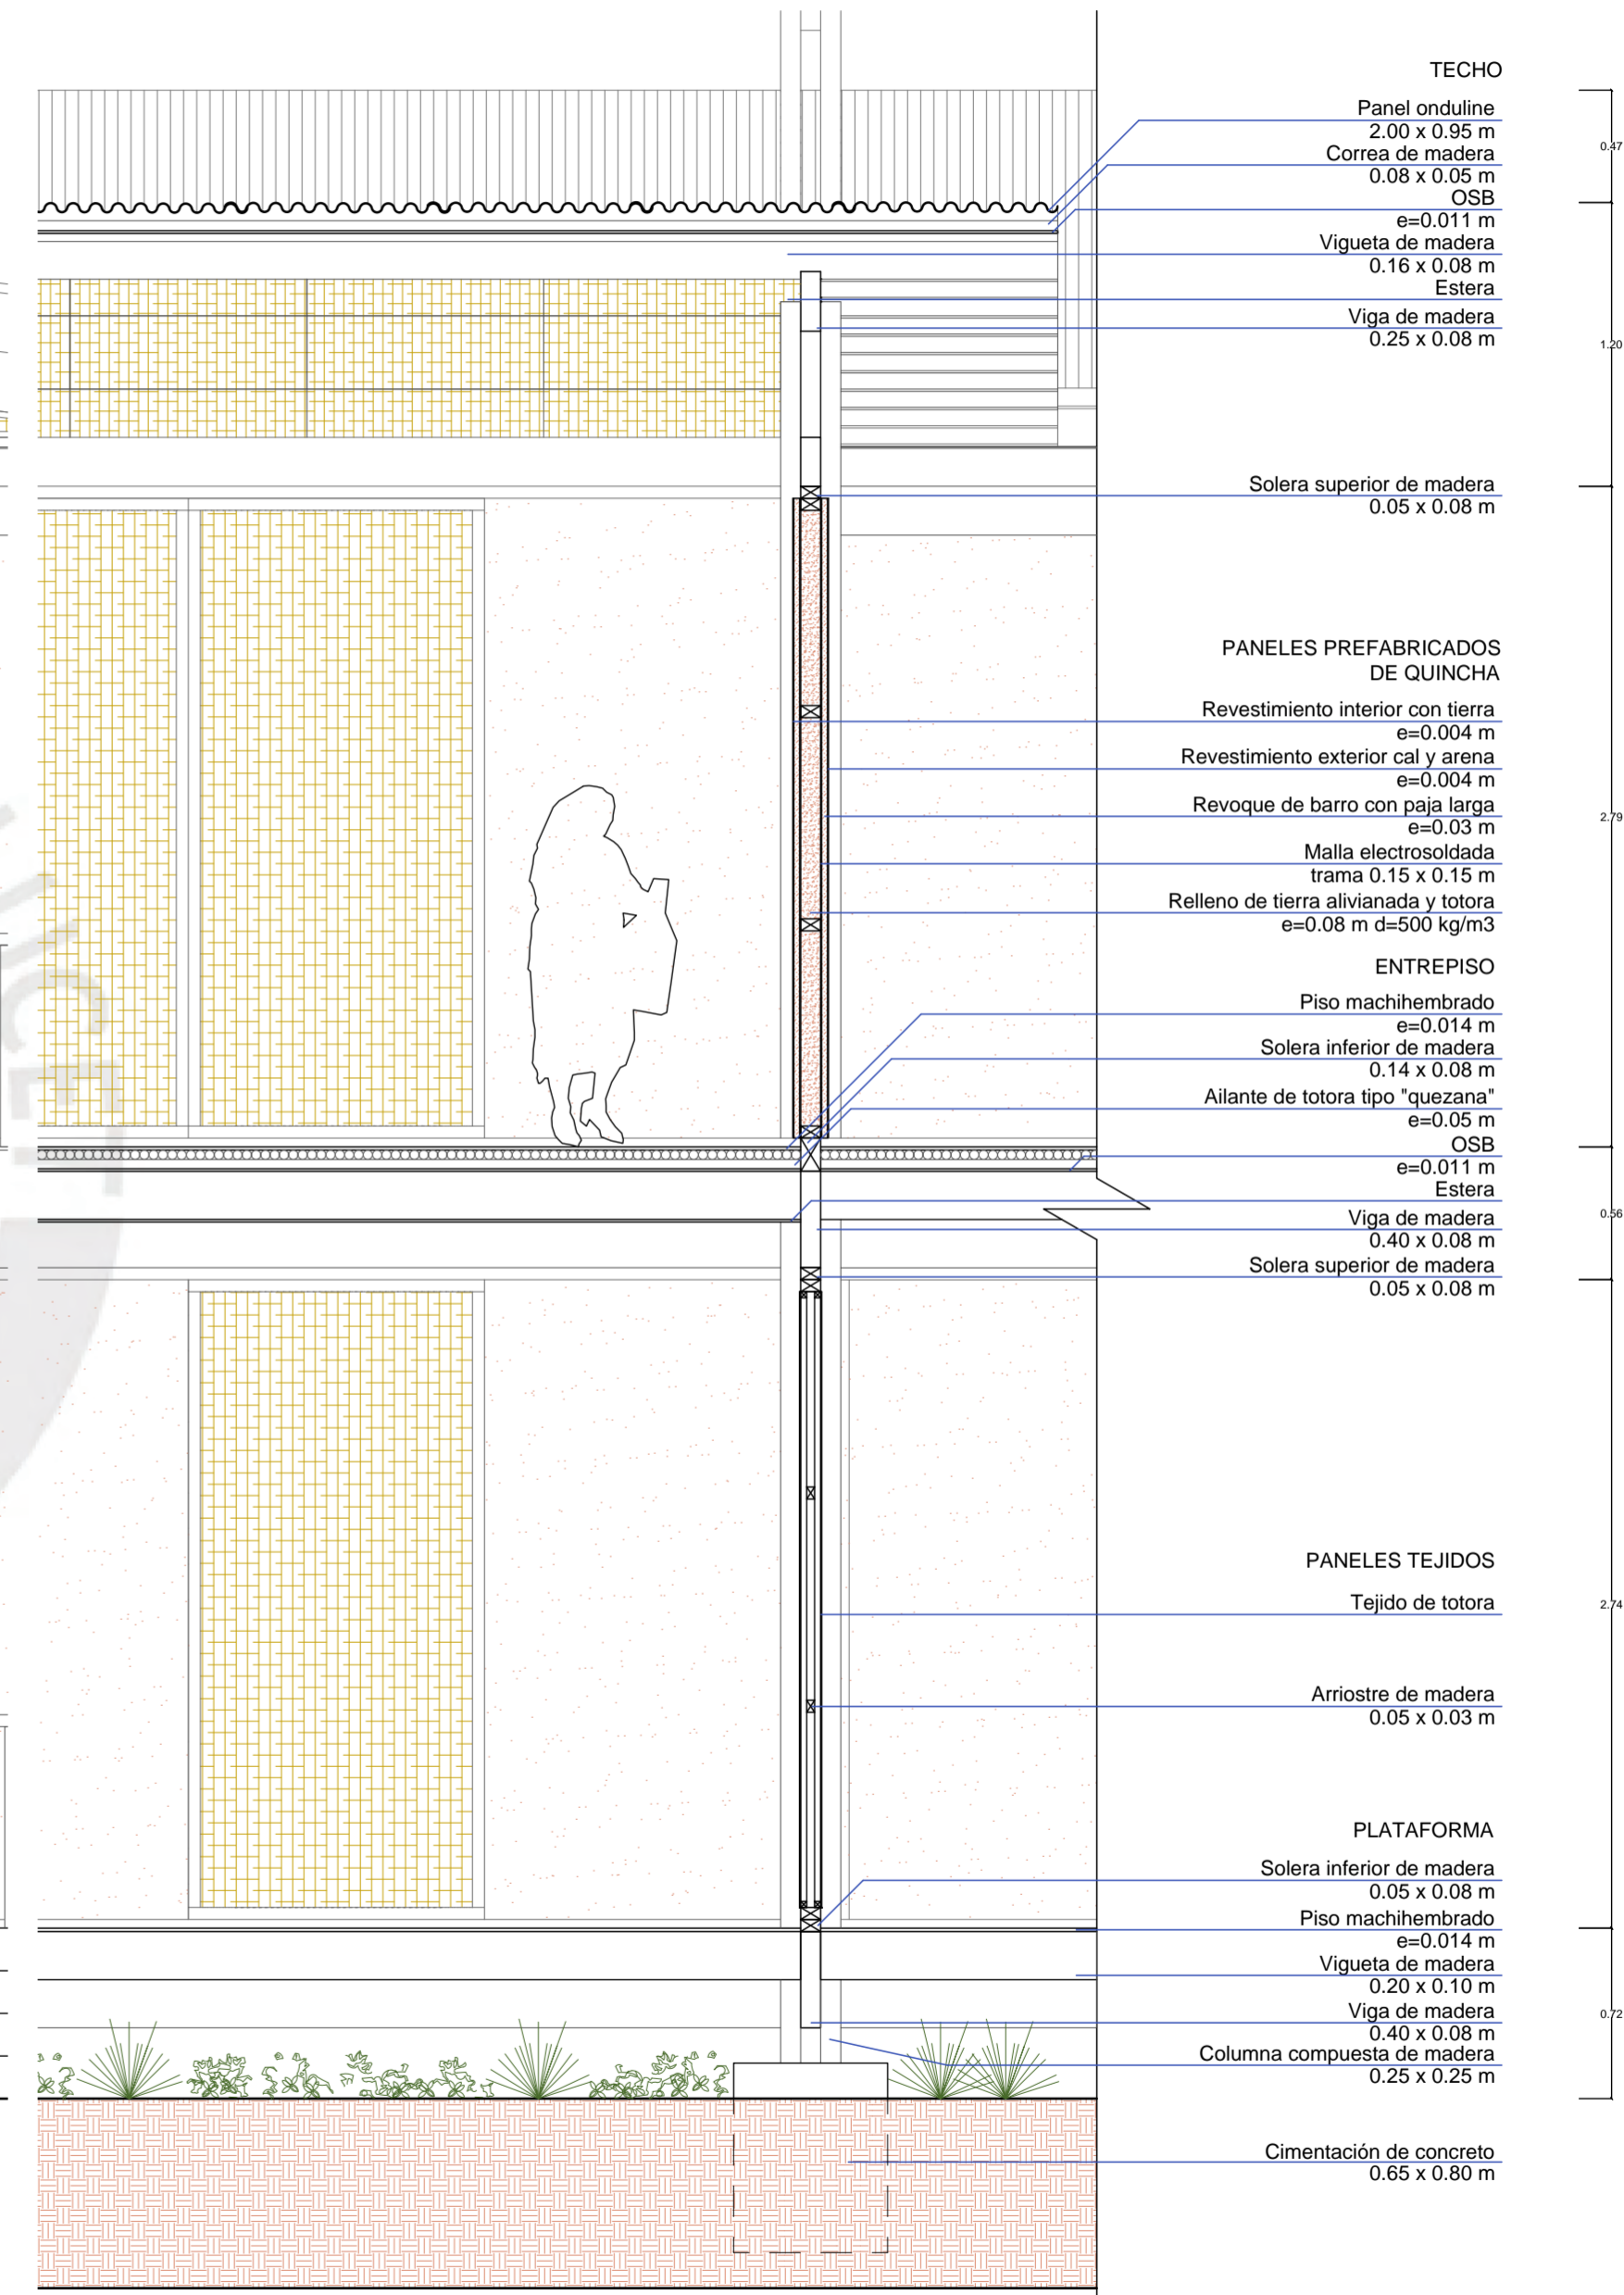 TECHO
Panel onduline
2.00 x 0.95 m
Correa de madera
0.08 x 0.05 m
OSB
e=0.011 m
Vigueta de madera
0.16 x 0.08 m
Estera
Viga de madera
0.25 x 0.08 m
Solera superior de madera
0.05 x 0.08 m
PANELES PREFABRICADOS
DE QUINCHA
Revestimiento interior con tierra
e=0.004 m
Revestimiento exterior cal y arena
e=0.004 m
Revoque de barro con paja larga
e=0.03 m
Malla electrosoldada
trama 0.15 x 0.15 m
Relleno de tierra alivianada y totora
e=0.08 m d=500 kg/m3
ENTREPISO
Piso machihembrado
e=0.014 m
Solera inferior de madera
0.14 x 0.08 m
Ailante de totora tipo "quezana"
e=0.05 m
OSB
e=0.011 m
Estera
Viga de madera
0.40 x 0.08 m
Solera superior de madera
0.05 x 0.08 m
PANELES TEJIDOS
Tejido de totora
Arriostre de madera
0.05 x 0.03 m
PLATAFORMA
Solera inferior de madera
0.05 x 0.08 m
Piso machihembrado
e=0.014 m
Vigueta de madera
0.20 x 0.10 m
Viga de madera
0.40 x 0.08 m
Columna compuesta de madera
0.25 x 0.25 m
Cimentación de concreto
0.65 x 0.80 m
0.47
1.20
2.79
0.56
2.74
0.72